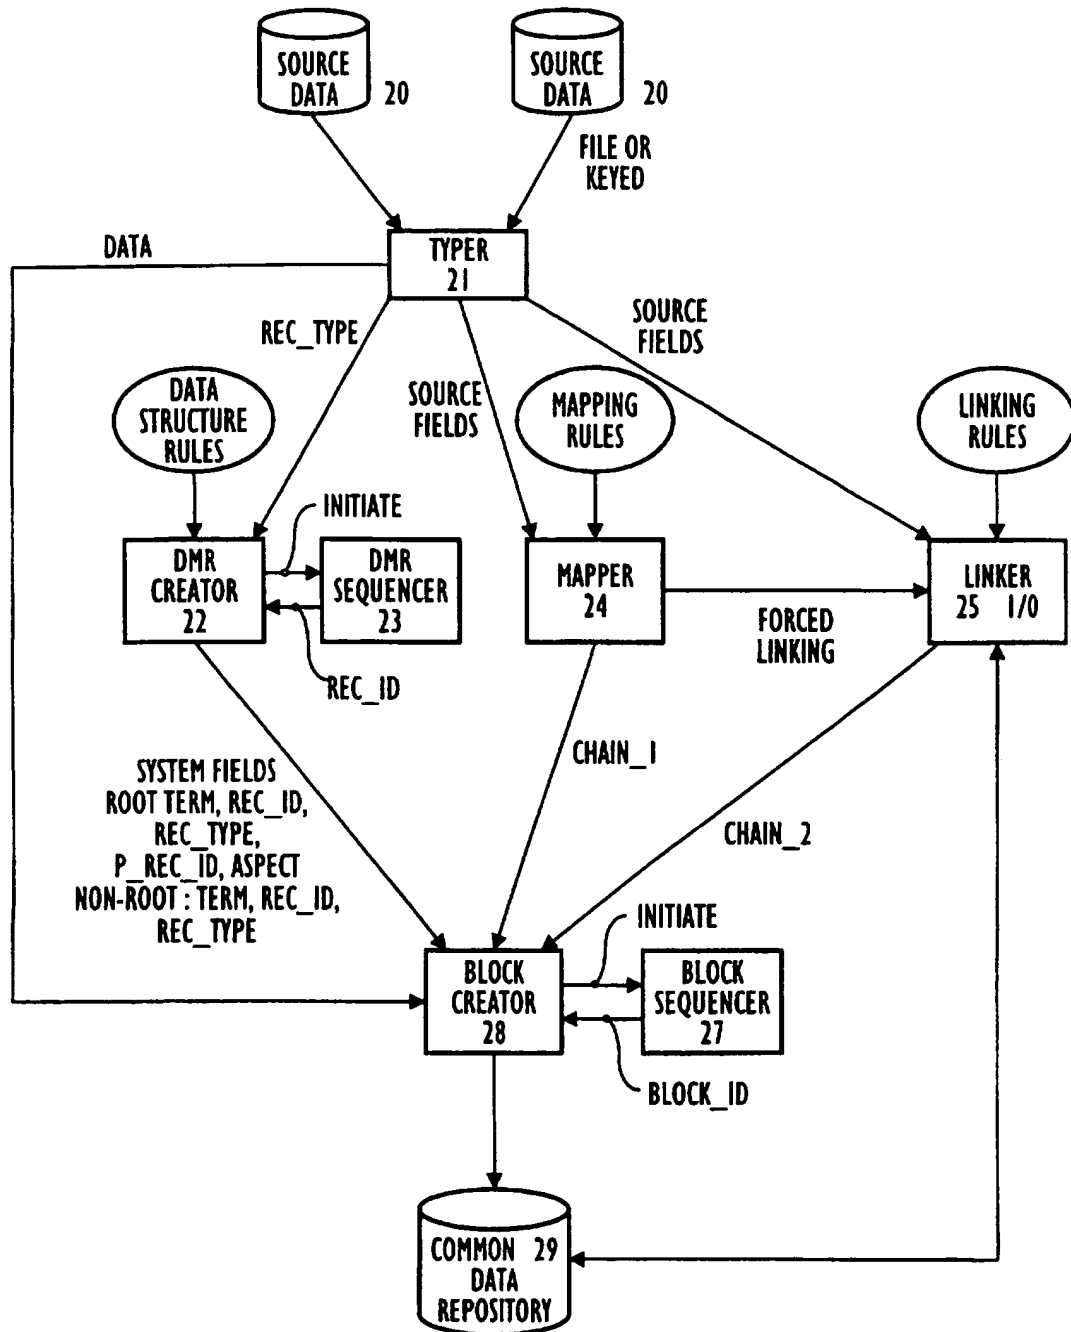 SOURCE
DATA
20
SOURCE
DATA
20
FILE OR
KEYED
DATA
TYPER
21
REC_TYPE
SOURCE
FIELDS
SOURCE
FIELDS
DATA
STRUCTURE
RULES
MAPPING
RULES
LINKING
RULES
INITIATE
DMR
CREATOR
22
DMR
SEQUENCER
23
MAPPER
24
LINKER
25 I/0
FORCED
LINKING
REC_ID
SYSTEM FIELDS
ROOT TERM, REC_ID,
REC_TYPE,
P_REC_ID, ASPECT
NON-ROOT : TERM, REC_ID,
REC_TYPE
CHAIN_1
CHAIN_2
INITIATE
BLOCK
CREATOR
28
BLOCK
SEQUENCER
27
BLOCK_ID
COMMON 29
DATA
REPOSITORY